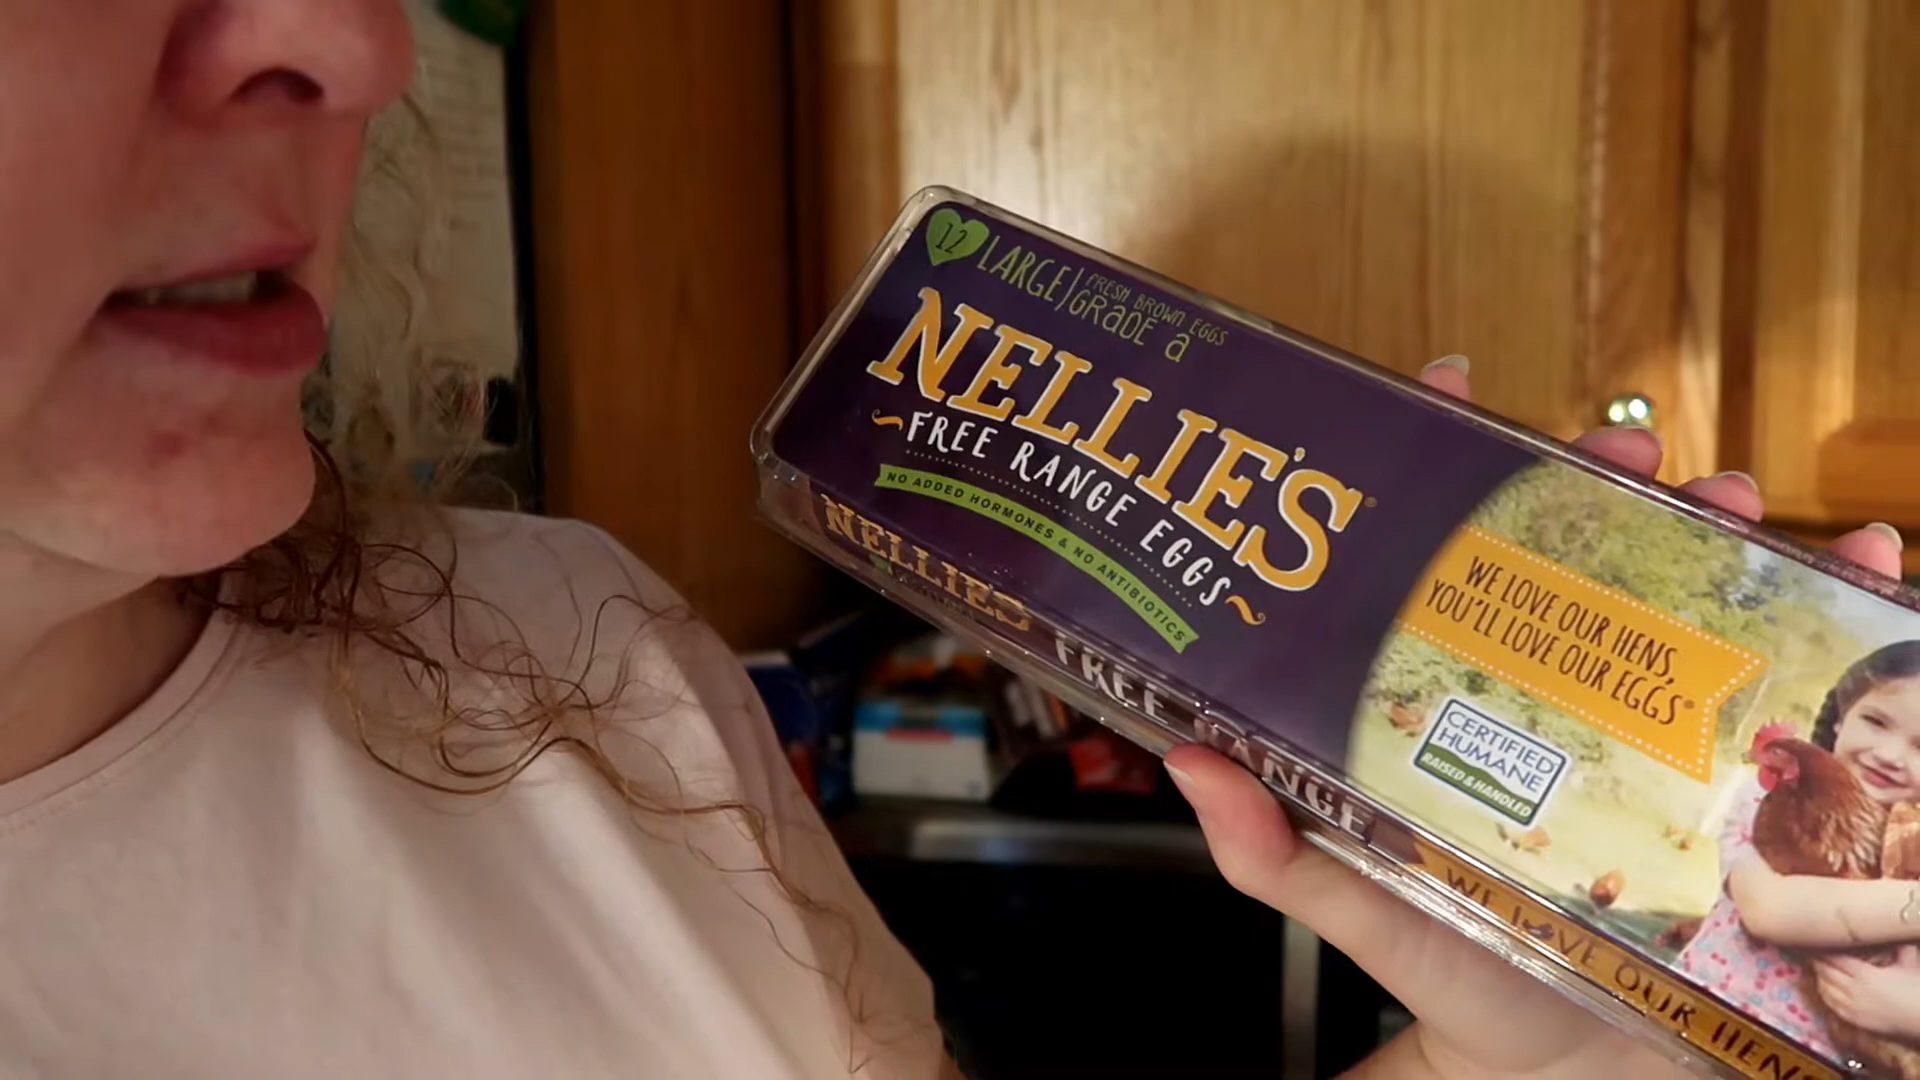 12 LARGE FRESH BROWN EGGS
GRaDE a
NELLIE'S®
FREE RANGE EGGS
NO ADDED HORMONES & NO ANTIBIOTICS
WE LOVE OUR HENS,
YOU'LL LOVE OUR EGGS®
CERTIFIED
HUMANE
RAISED & HANDLED
NELLIE'S
FREE RANGE
WE LOVE OUR HENS